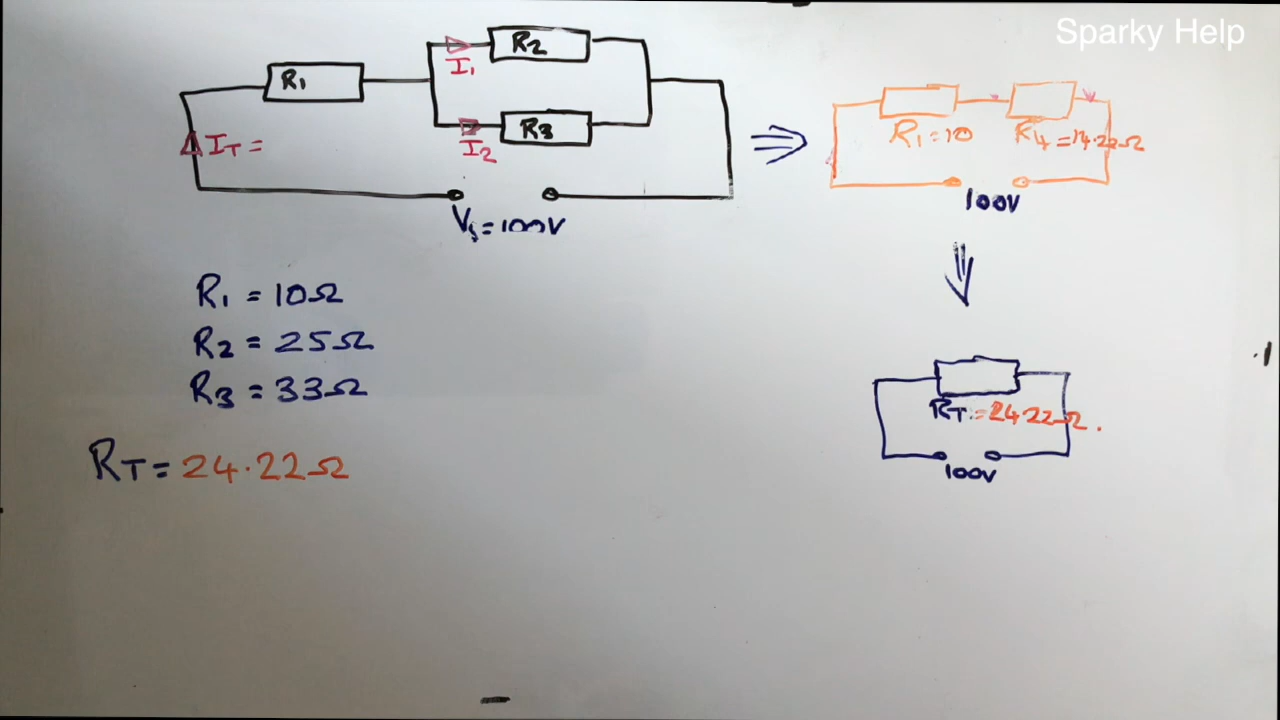 Sparky Help
R1
R2
I1
R3
I2
IT =
Vs = 100V
R1 = 10
R4 = 14.22Ω
100V
R1 = 10Ω
R2 = 25Ω
R3 = 33Ω
RT = 24.22Ω
RT = 24.22Ω.
100V